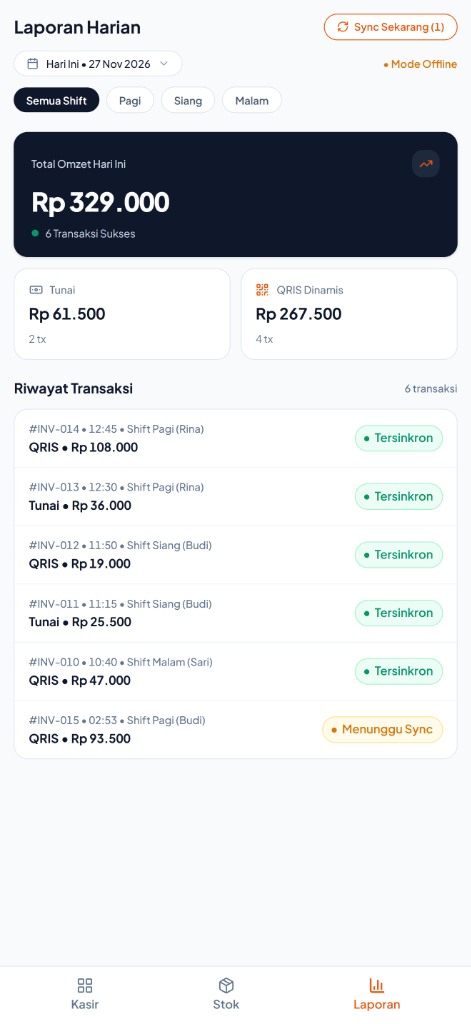 Laporan Harian
Sync Sekarang (1)
Hari Ini • 27 Nov 2026
• Mode Offline
Semua Shift
Pagi
Siang
Malam
Total Omzet Hari Ini
Rp 329.000
6 Transaksi Sukses
Tunai
Rp 61.500
2 tx
QRIS Dinamis
Rp 267.500
4 tx
Riwayat Transaksi
6 transaksi
#INV-014 • 12:45 • Shift Pagi (Rina)
QRIS • Rp 108.000
• Tersinkron
#INV-013 • 12:30 • Shift Pagi (Rina)
Tunai • Rp 36.000
• Tersinkron
#INV-012 • 11:50 • Shift Siang (Budi)
QRIS • Rp 19.000
• Tersinkron
#INV-011 • 11:15 • Shift Siang (Budi)
Tunai • Rp 25.500
• Tersinkron
#INV-010 • 10:40 • Shift Malam (Sari)
QRIS • Rp 47.000
• Tersinkron
#INV-015 • 02:53 • Shift Pagi (Budi)
QRIS • Rp 93.500
• Menunggu Sync
Kasir
Stok
Laporan